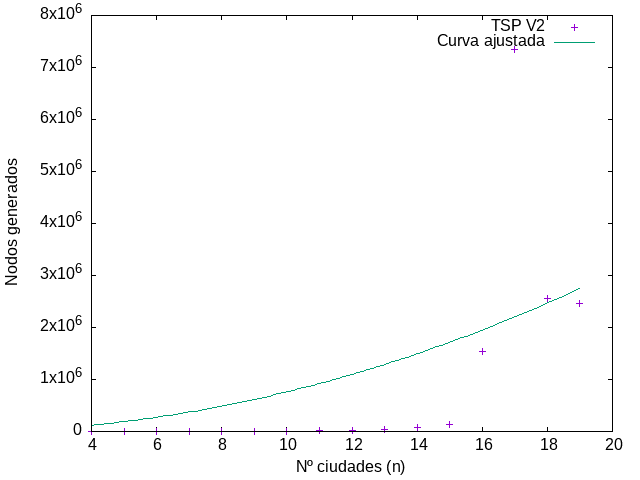 8x10^6
7x10^6
6x10^6
5x10^6
4x10^6
3x10^6
2x10^6
1x10^6
0
4 6 8 10 12 14 16 18 20
Nodos generados
Nº ciudades (n)
TSP V2
Curva ajustada